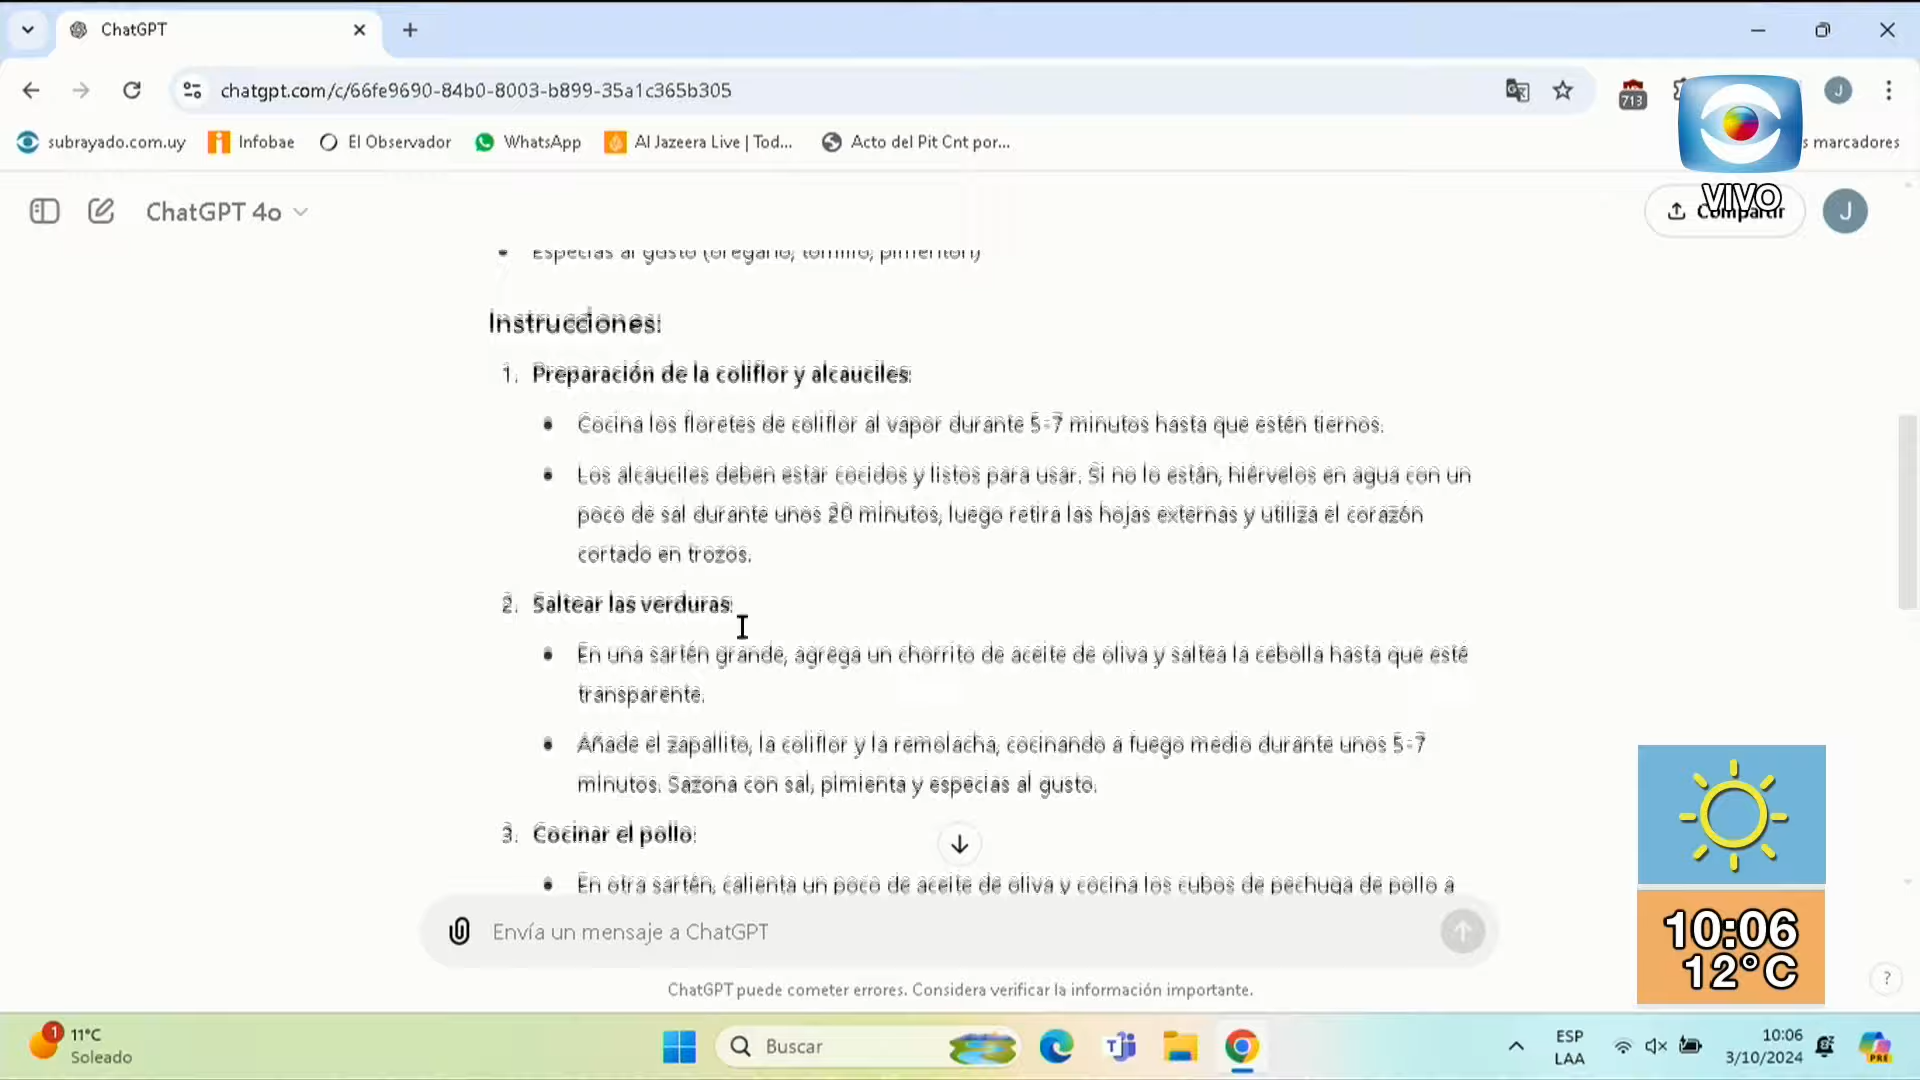 ChatGPT
chatgpt.com/c/66fe9690-84b0-8003-b899-35a1c365b305
713
J
subrayado.com.uy
Infobae
El Observador
WhatsApp
Al Jazeera Live | Tod...
Acto del Pit Cnt por...
s marcadores
ChatGPT 4o
VIVO
Compartir
J
Especias al gusto (orégano, tomillo, pimentón)
Instrucciones:
1. Preparación de la coliflor y alcauciles:
Cocina los floretes de coliflor al vapor durante 5-7 minutos hasta que estén tiernos.
Los alcauciles deben estar cocidos y listos para usar. Si no lo están, hiérvelos en agua con un
poco de sal durante unos 20 minutos, luego retira las hojas externas y utiliza el corazón
cortado en trozos.
2. Saltear las verduras:
En una sartén grande, agrega un chorrito de aceite de oliva y saltea la cebolla hasta que esté
transparente.
Añade el zapallito, la coliflor y la remolacha, cocinando a fuego medio durante unos 5-7
minutos. Sazona con sal, pimienta y especias al gusto.
3. Cocinar el pollo:
En otra sartén, calienta un poco de aceite de oliva y cocina los cubos de pechuga de pollo a
Envía un mensaje a ChatGPT
ChatGPT puede cometer errores. Considera verificar la información importante.
?
10:06
12°C
1
11°C
Soleado
Buscar
ESP
LAA
10:06
3/10/2024
PRE